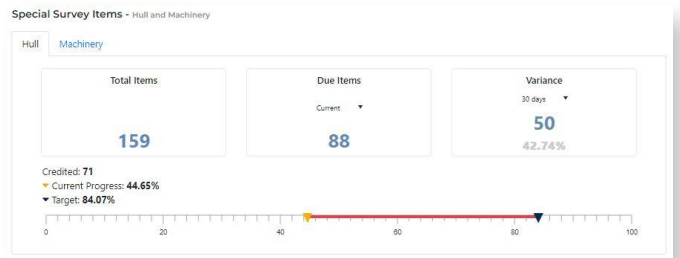 Special Survey Items - Hull and Machinery
Hull Machinery
Total Items Due Items Variance
Current 30 days
159 88 50
42.74%
Credited: 71
Current Progress: 44.65%
Target: 84.07%
0 20 40 60 80 100